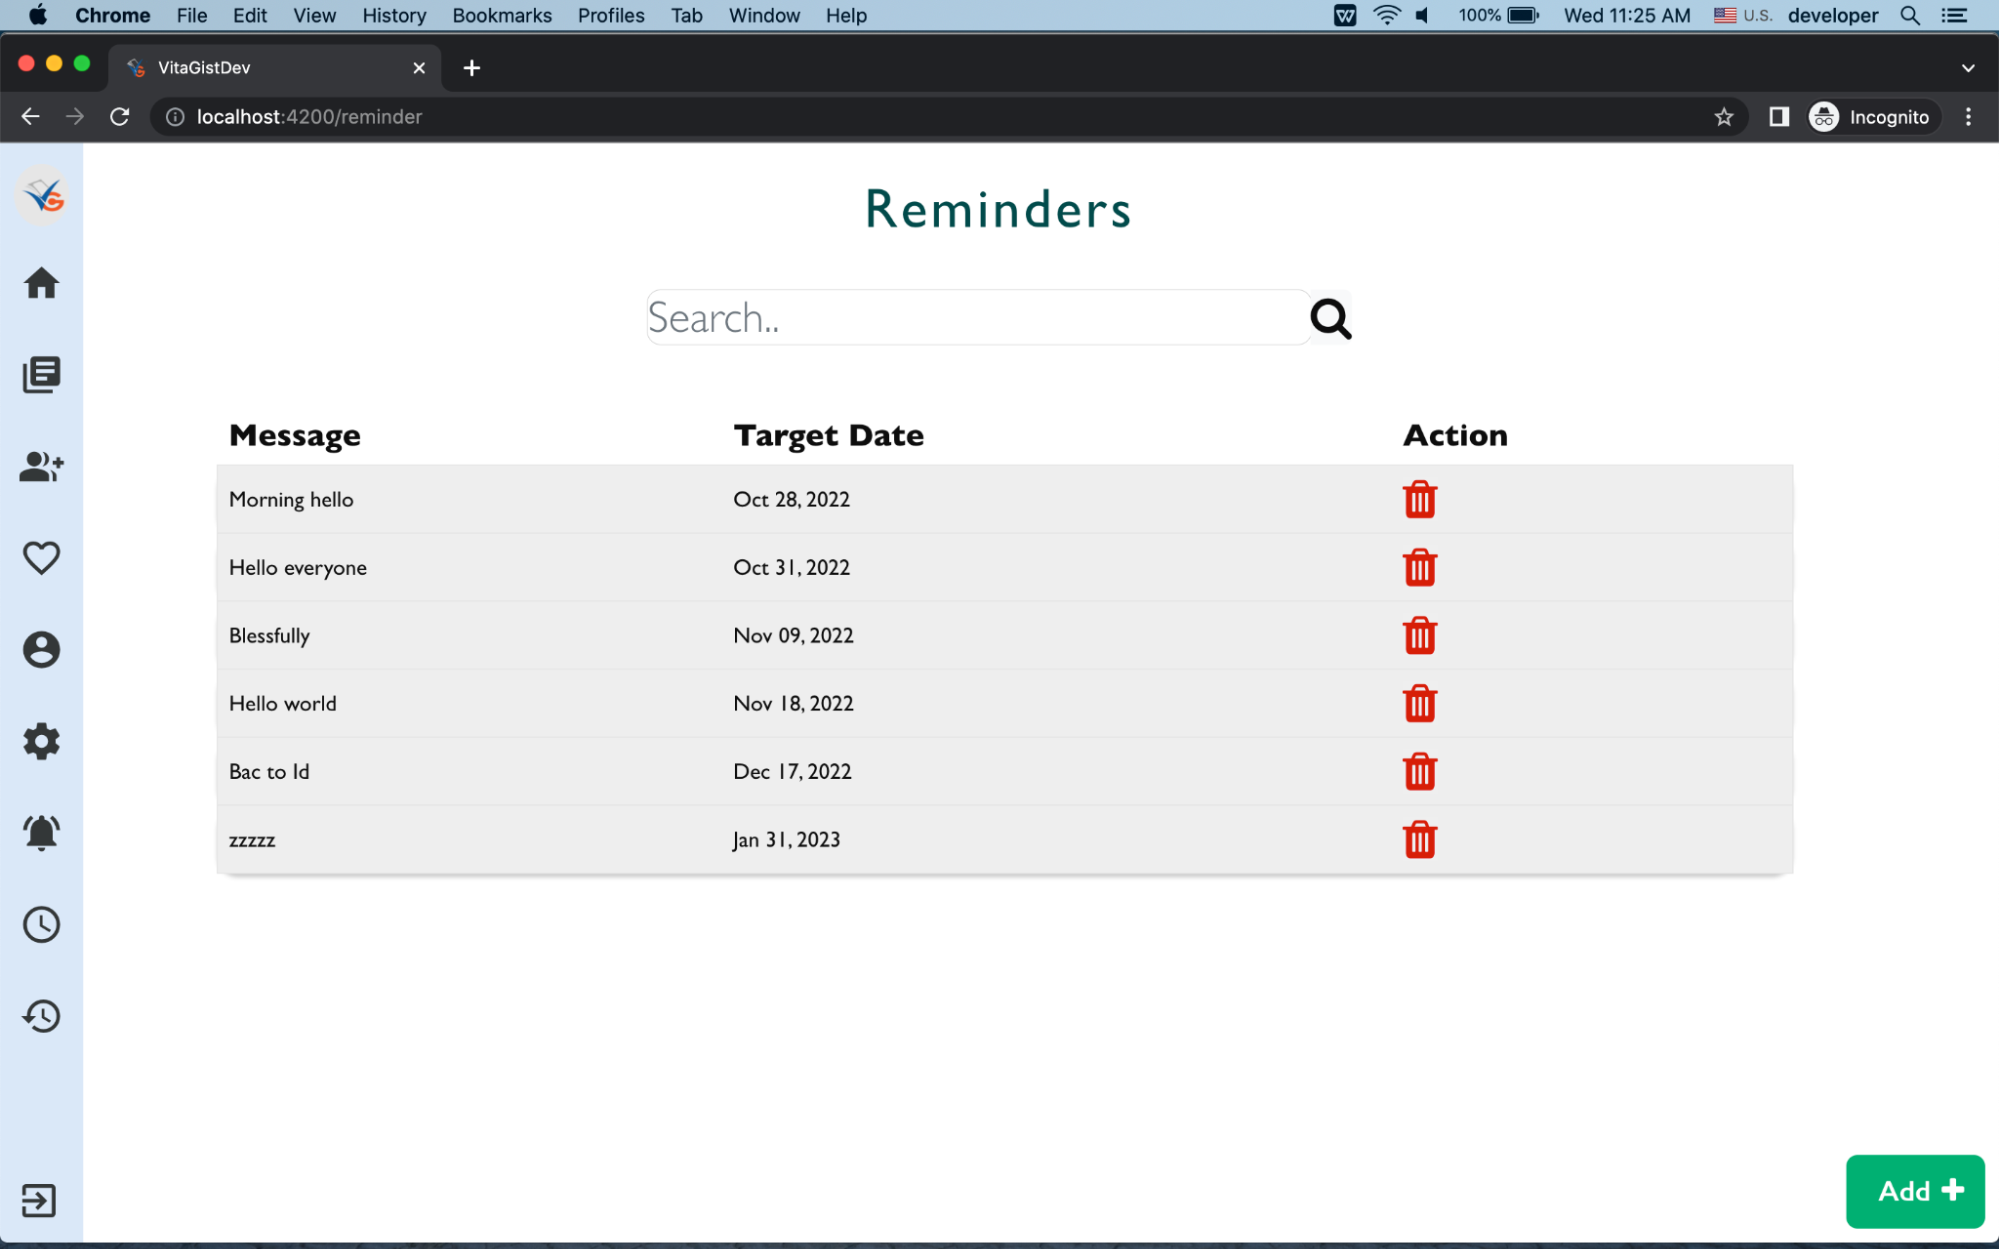 Chrome File Edit View History Bookmarks Profiles Tab Window Help 100% Wed 11:25 AM U.S. developer
VitaGistDev
localhost:4200/reminder Incognito
Reminders
Search..
Message Target Date Action
Morning hello Oct 28, 2022
Hello everyone Oct 31, 2022
Blessfully Nov 09, 2022
Hello world Nov 18, 2022
Bac to Id Dec 17, 2022
zzzzz Jan 31, 2023
Add